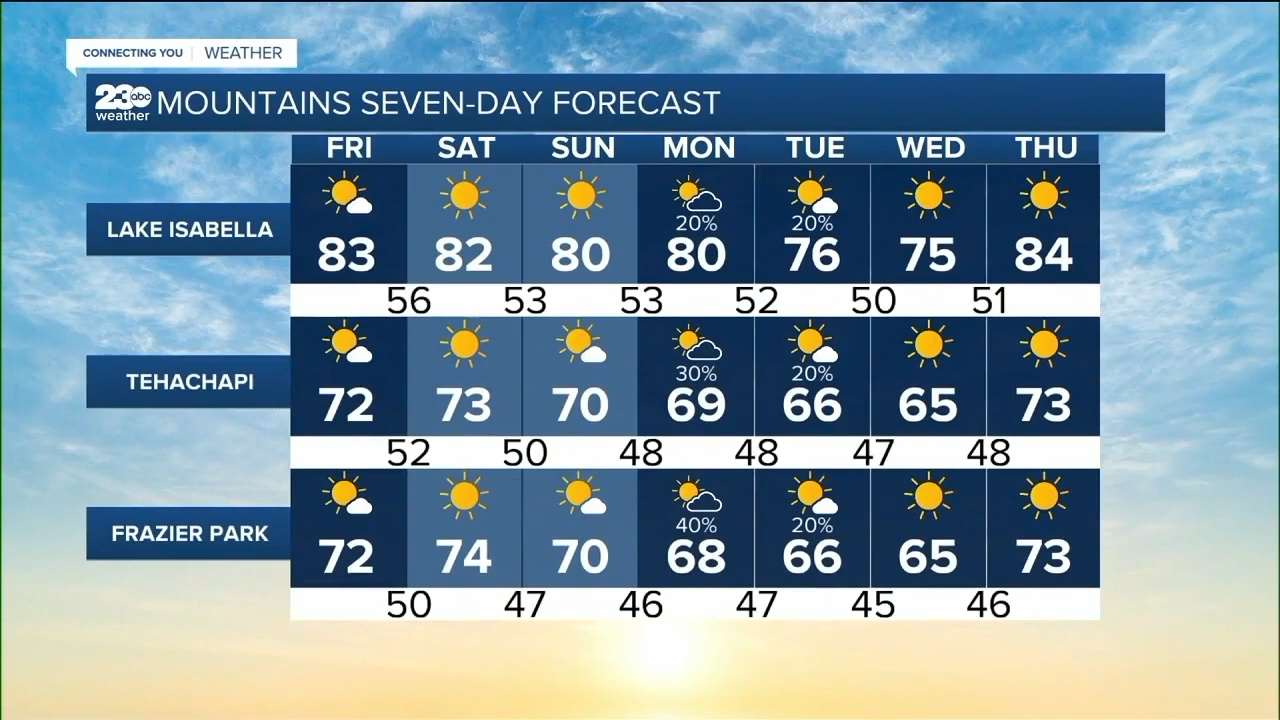 CONNECTING YOU | WEATHER
23 abc weather MOUNTAINS SEVEN-DAY FORECAST
FRI SAT SUN MON TUE WED THU
20% 20%
LAKE ISABELLA 83 82 80 80 76 75 84
56 53 53 52 50 51
30% 20%
TEHACHAPI 72 73 70 69 66 65 73
52 50 48 48 47 48
40% 20%
FRAZIER PARK 72 74 70 68 66 65 73
50 47 46 47 45 46